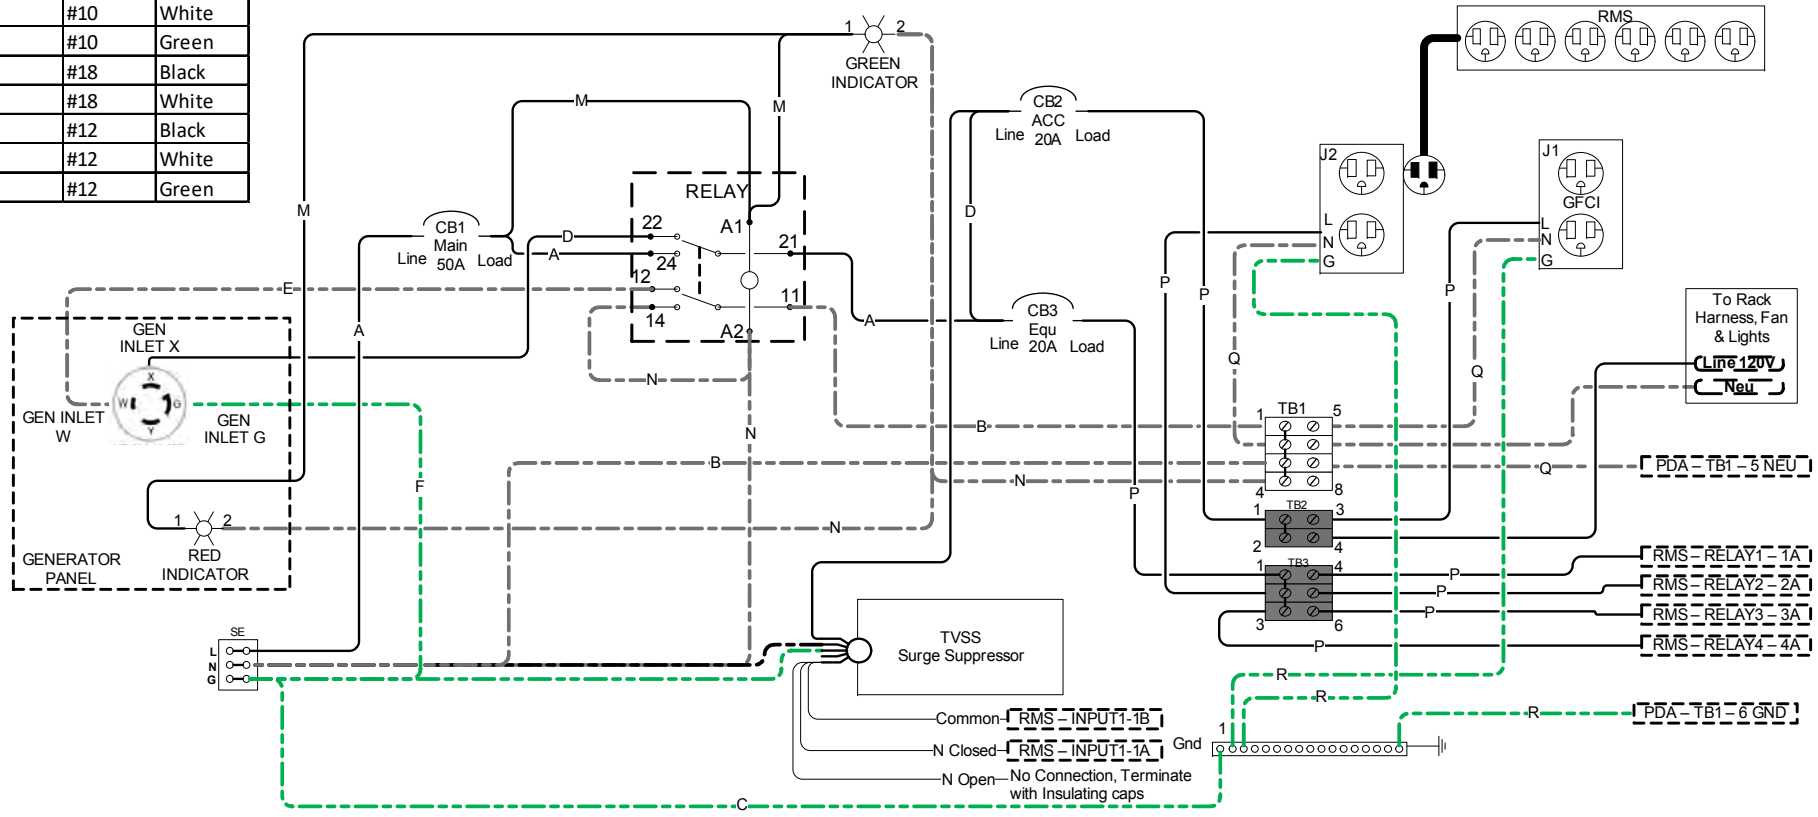 #10 White
#10 Green
#18 Black
#18 White
#12 Black
#12 White
#12 Green
1 2
GREEN
INDICATOR
RMS
M
M
M
CB1
Main
50A
Line Load
D
A
A
E
RELAY
22
24
12
14
A1
A2
21
11
N
N
A
CB2
ACC
20A
Line Load
D
CB3
Equ
20A
Line Load
J2
L
N
G
J1
GFCI
L
N
G
P
P
P
P
Q
Q
To Rack
Harness, Fan
& Lights
Line 120V
Neu
GEN
INLET X
X
W G
Y
GEN INLET
W
GEN
INLET G
F
1 2
RED
INDICATOR
GENERATOR
PANEL
B
B
N
N
TB1
1 5
4 8
Q
PDA – TB1 – 5 NEU
TB2
1 3
2 4
TB3
1 4
3 6
P
RMS – RELAY1 – 1A
P
RMS – RELAY2 – 2A
P
RMS – RELAY3 – 3A
P
RMS – RELAY4 – 4A
SE
L
N
G
TVSS
Surge Suppressor
Common RMS – INPUT1-1B
N Closed RMS – INPUT1-1A
N Open No Connection, Terminate
with Insulating caps
R
R
R
PDA – TB1 – 6 GND
1
Gnd
C